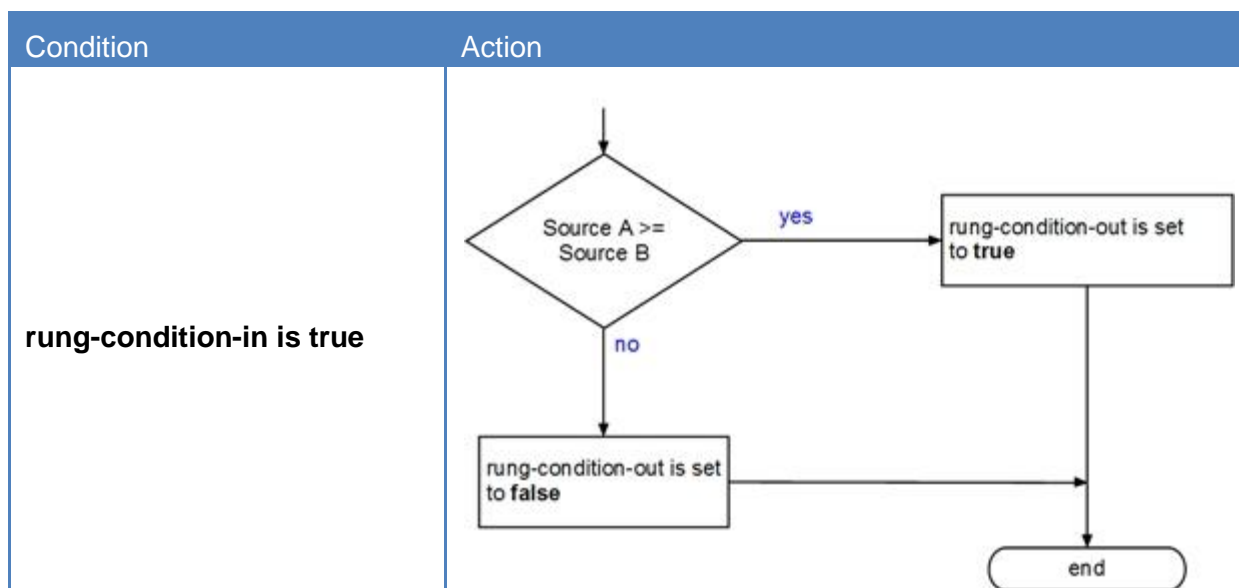 Condition
Action
Source A >=
Source B
yes
rung-condition-out is set
to true
rung-condition-in is true
no
rung-condition-out is set
to false
end